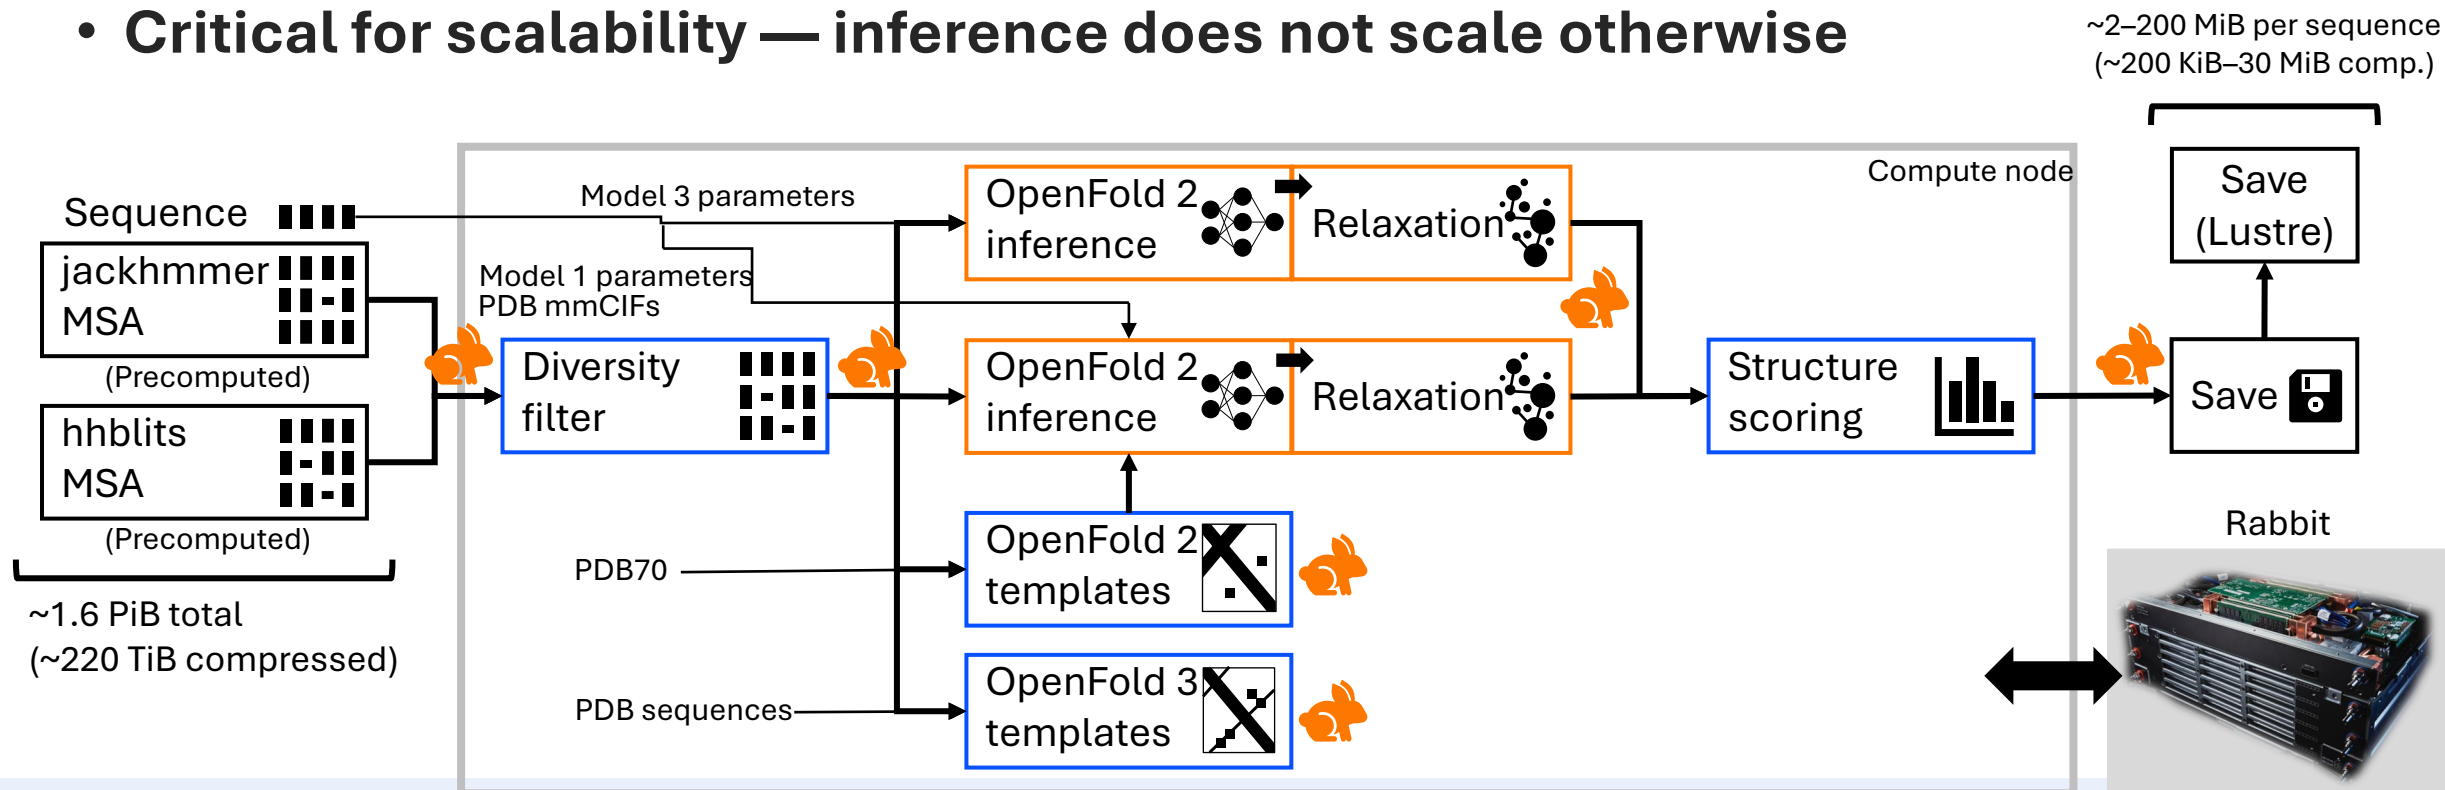 • Critical for scalability — inference does not scale otherwise
~2–200 MiB per sequence
(~200 KiB–30 MiB comp.)
Compute node
Save
(Lustre)
Sequence
Model 3 parameters
OpenFold 2
inference
Relaxation
jackhmmer
MSA
(Precomputed)
Model 1 parameters
PDB mmCIFs
Diversity
filter
OpenFold 2
inference
Relaxation
Structure
scoring
Save
hhblits
MSA
(Precomputed)
~1.6 PiB total
(~220 TiB compressed)
PDB70
OpenFold 2
templates
PDB sequences
OpenFold 3
templates
Rabbit